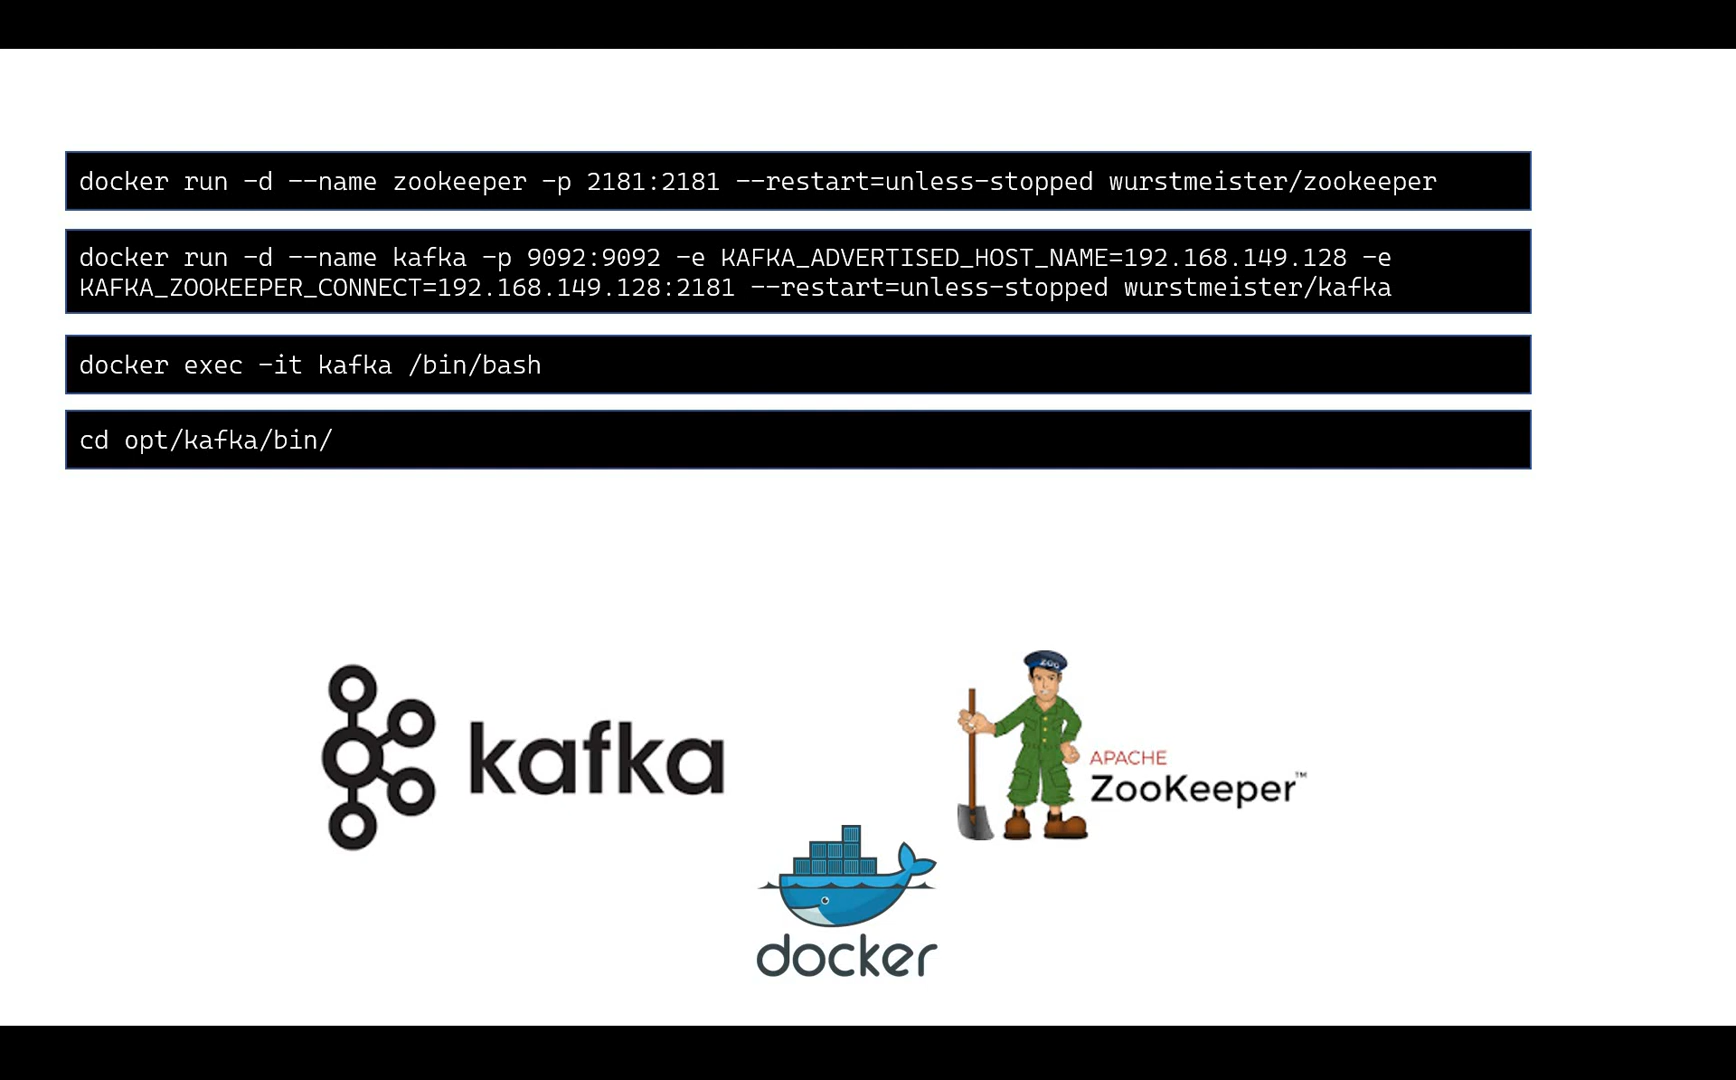 docker run -d --name zookeeper -p 2181:2181 --restart=unless-stopped wurstmeister/zookeeper
docker run -d --name kafka -p 9092:9092 -e KAFKA_ADVERTISED_HOST_NAME=192.168.149.128 -e
KAFKA_ZOOKEEPER_CONNECT=192.168.149.128:2181 --restart=unless-stopped wurstmeister/kafka
docker exec -it kafka /bin/bash
cd opt/kafka/bin/
kafka
ZOO
APACHE
ZooKeeper™
docker